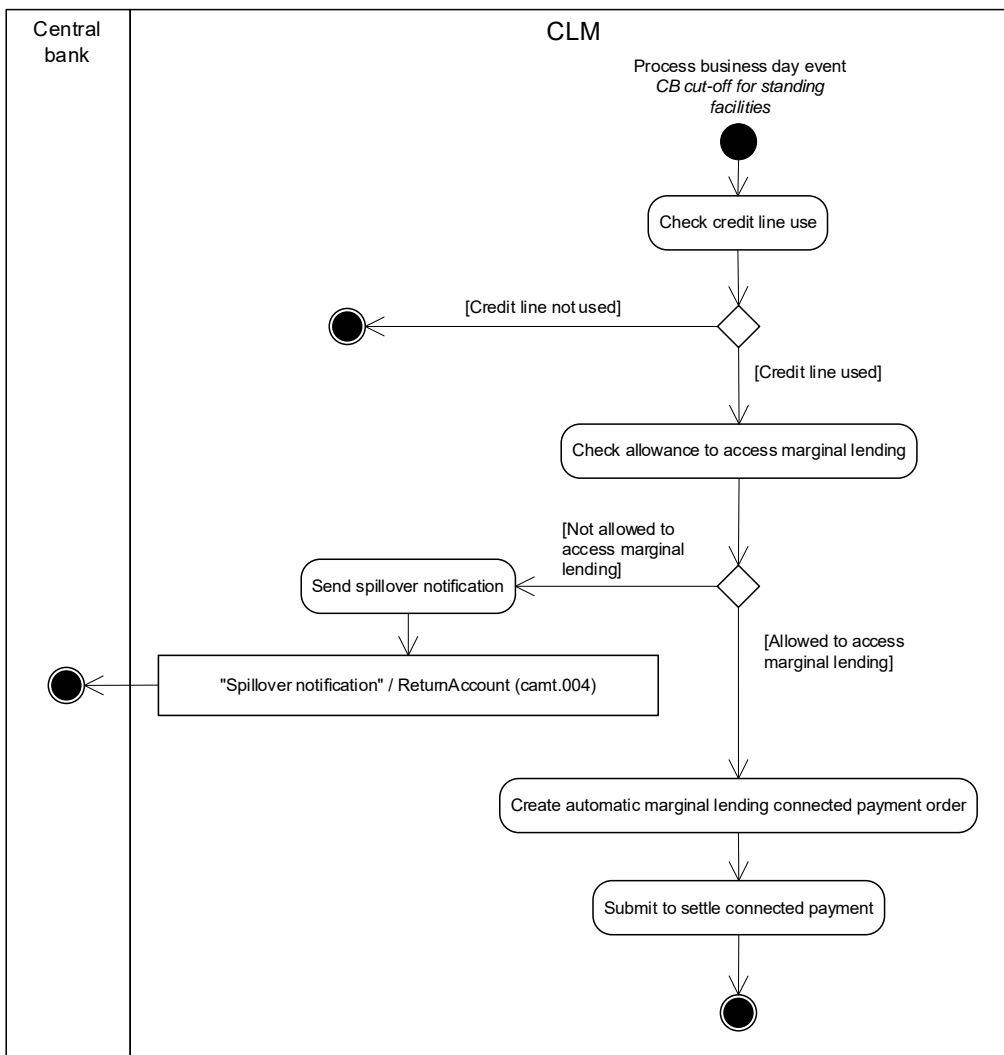 Central
bank
CLM
Process business day event
CB cut-off for standing
facilities
Check credit line use
[Credit line not used]
[Credit line used]
Check allowance to access marginal lending
[Not allowed to
access marginal
lending]
Send spillover notification
[Allowed to access
marginal lending]
"Spillover notification" / ReturnAccount (camt.004)
Create automatic marginal lending connected payment order
Submit to settle connected payment